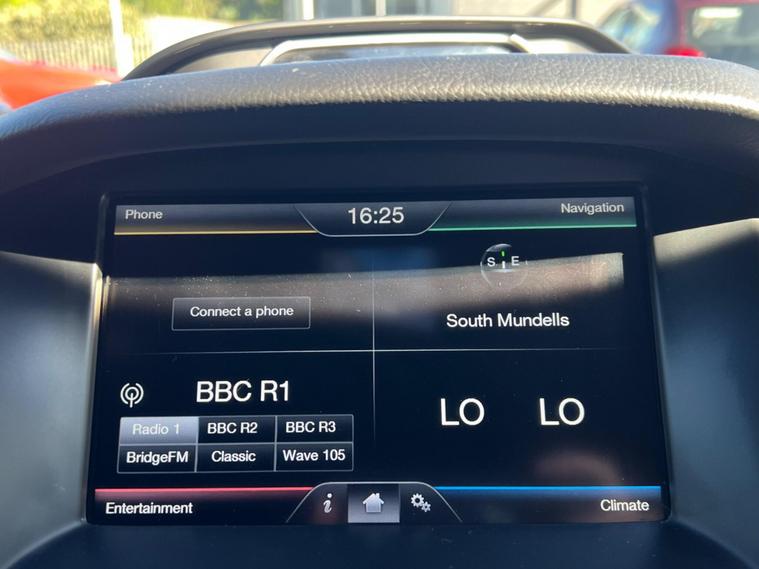 Phone
16:25
Navigation
S E
Connect a phone
South Mundells
BBC R1
Radio 1 BBC R2 BBC R3
BridgeFM Classic Wave 105
LO LO
Entertainment
i
Climate